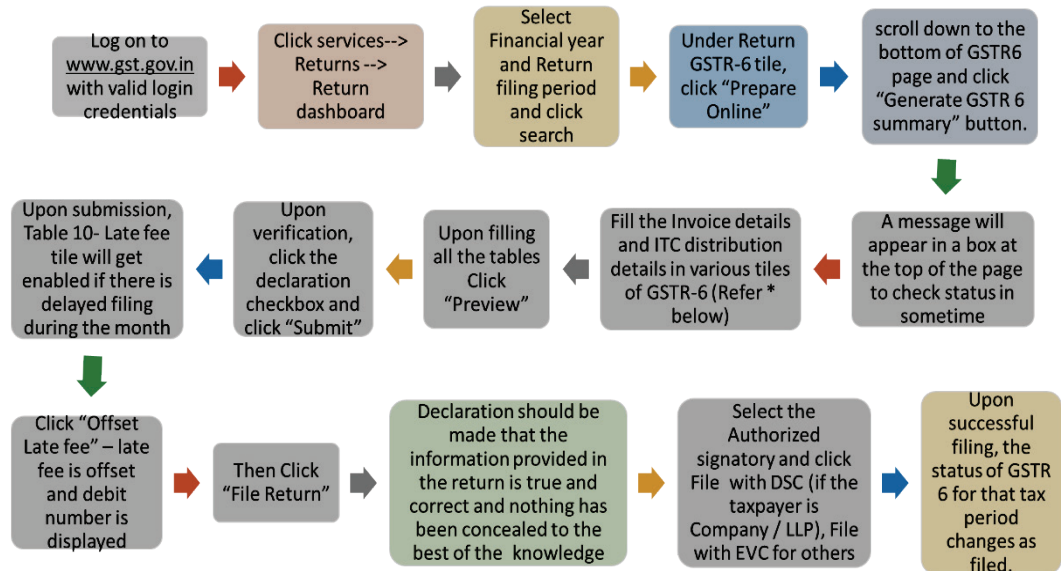 Log on to
www.gst.gov.in
with valid login
credentials
Click services-->
Returns -->
Return
dashboard
Select
Financial year
and Return
filing period
and click
search
Under Return
GSTR-6 tile,
click “Prepare
Online”
scroll down to the
bottom of GSTR6
page and click
“Generate GSTR 6
summary” button.
A message will
appear in a box at
the top of the page
to check status in
sometime
Fill the Invoice details
and ITC distribution
details in various tiles
of GSTR-6 (Refer *
below)
Upon filling
all the tables
Click
“Preview”
Upon
verification,
click the
declaration
checkbox and
click “Submit”
Upon submission,
Table 10- Late fee
tile will get
enabled if there is
delayed filing
during the month
Click “Offset
Late fee” – late
fee is offset
and debit
number is
displayed
Then Click
“File Return”
Declaration should be
made that the
information provided in
the return is true and
correct and nothing has
been concealed to the
best of the knowledge
Select the
Authorized
signatory and click
File with DSC (if the
taxpayer is
Company / LLP), File
with EVC for others
Upon
successful
filing, the
status of GSTR
6 for that tax
period
changes as
filed.